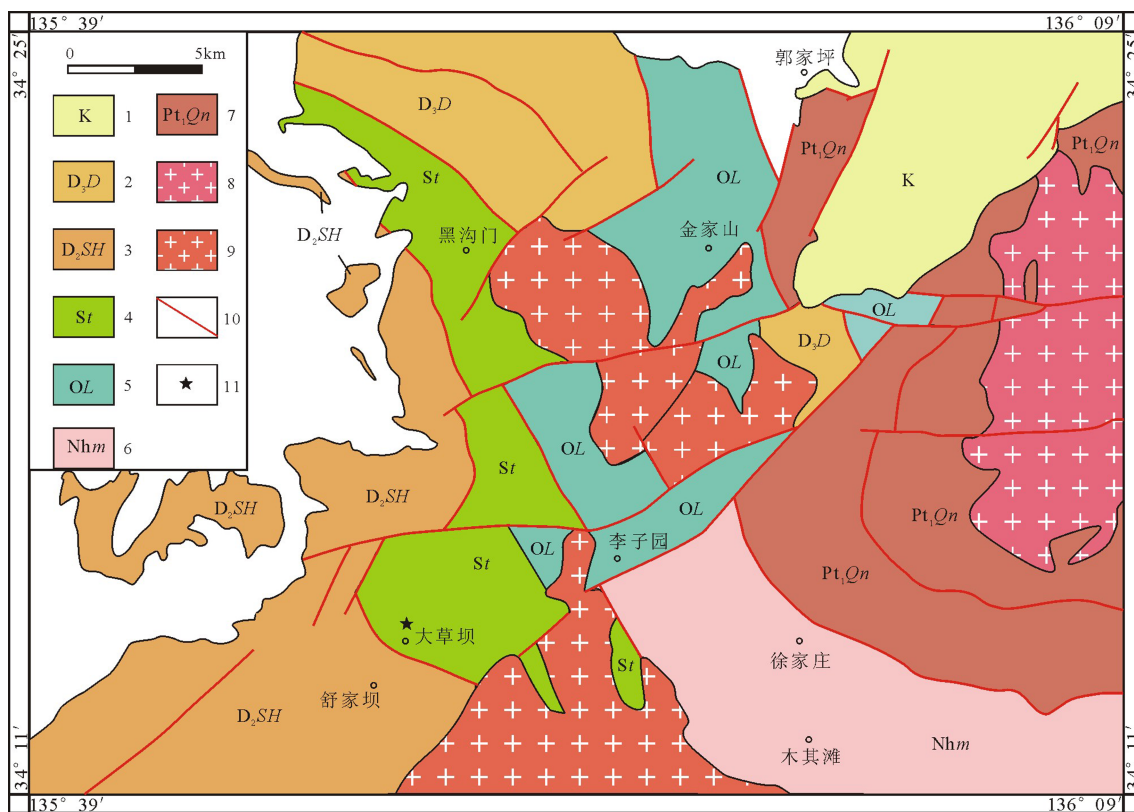 135° 39′
136° 09′
34° 25′
34° 25′
0 5km
K 1
Pt₁Qn 7
D₃D 2
8
D₂SH 3
9
St 4
10
OL 5
★ 11
Nhm 6
郭家坪
D₃D
Pt₁Qn
Pt₁Qn
St
OL
K
D₂SH
黑沟门
金家山
OL
D₃D
OL
OL
St
D₂SH
D₂SH
OL
Pt₁Qn
OL
李子园
St
Pt₁Qn
大草坝
徐家庄
St
舒家坝
D₂SH
木其滩
Nhm
34° 11′
34° 11′
135° 39′
136° 09′